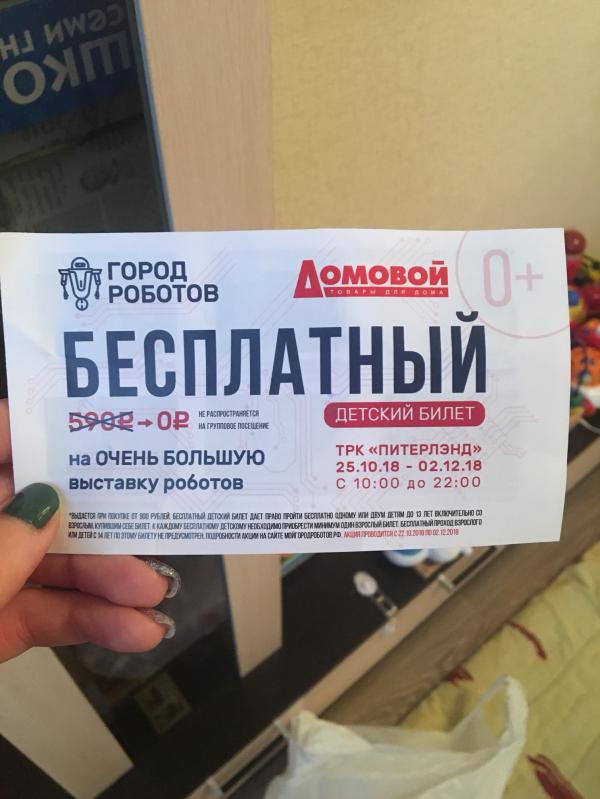 ГОРОД
РОБОТОВ
ДОМОВОЙ
ТОВАРЫ ДЛЯ ДОМА
0+
БЕСПЛАТНЫЙ
590₽→0₽
НЕ РАСПРОСТРАНЯЕТСЯ
НА ГРУППОВОЕ ПОСЕЩЕНИЕ
ДЕТСКИЙ БИЛЕТ
на ОЧЕНЬ БОЛЬШУЮ
выставку роботов
ТРК «ПИТЕРЛЭНД»
25.10.18 - 02.12.18
С 10:00 до 22:00
*ВЫДАЕТСЯ ПРИ ПОКУПКЕ ОТ 900 РУБЛЕЙ. БЕСПЛАТНЫЙ ДЕТСКИЙ БИЛЕТ ДАЕТ ПРАВО ПРОЙТИ БЕСПЛАТНО ОДНОМУ ИЛИ ДВУМ ДЕТЯМ ДО 13 ЛЕТ ВКЛЮЧИТЕЛЬНО СО
ВЗРОСЛЫМ, КУПИВШИМ СЕБЕ БИЛЕТ. К КАЖДОМУ БЕСПЛАТНОМУ ДЕТСКОМУ НЕОБХОДИМО ПРИОБРЕСТИ МИНИМУМ ОДИН ВЗРОСЛЫЙ БИЛЕТ. БЕСПЛАТНЫЙ ПРОХОД ВЗРОСЛОГО
ИЛИ ДЕТЕЙ С 14 ЛЕТ ПО ЭТОМУ БИЛЕТУ НЕ ПРЕДУСМОТРЕН. ПОДРОБНОСТИ АКЦИИ НА САЙТЕ МОЙГОРОДРОБОТОВ.РФ. АКЦИЯ ПРОВОДИТСЯ С 22.10.2018 ПО 02.12.2018